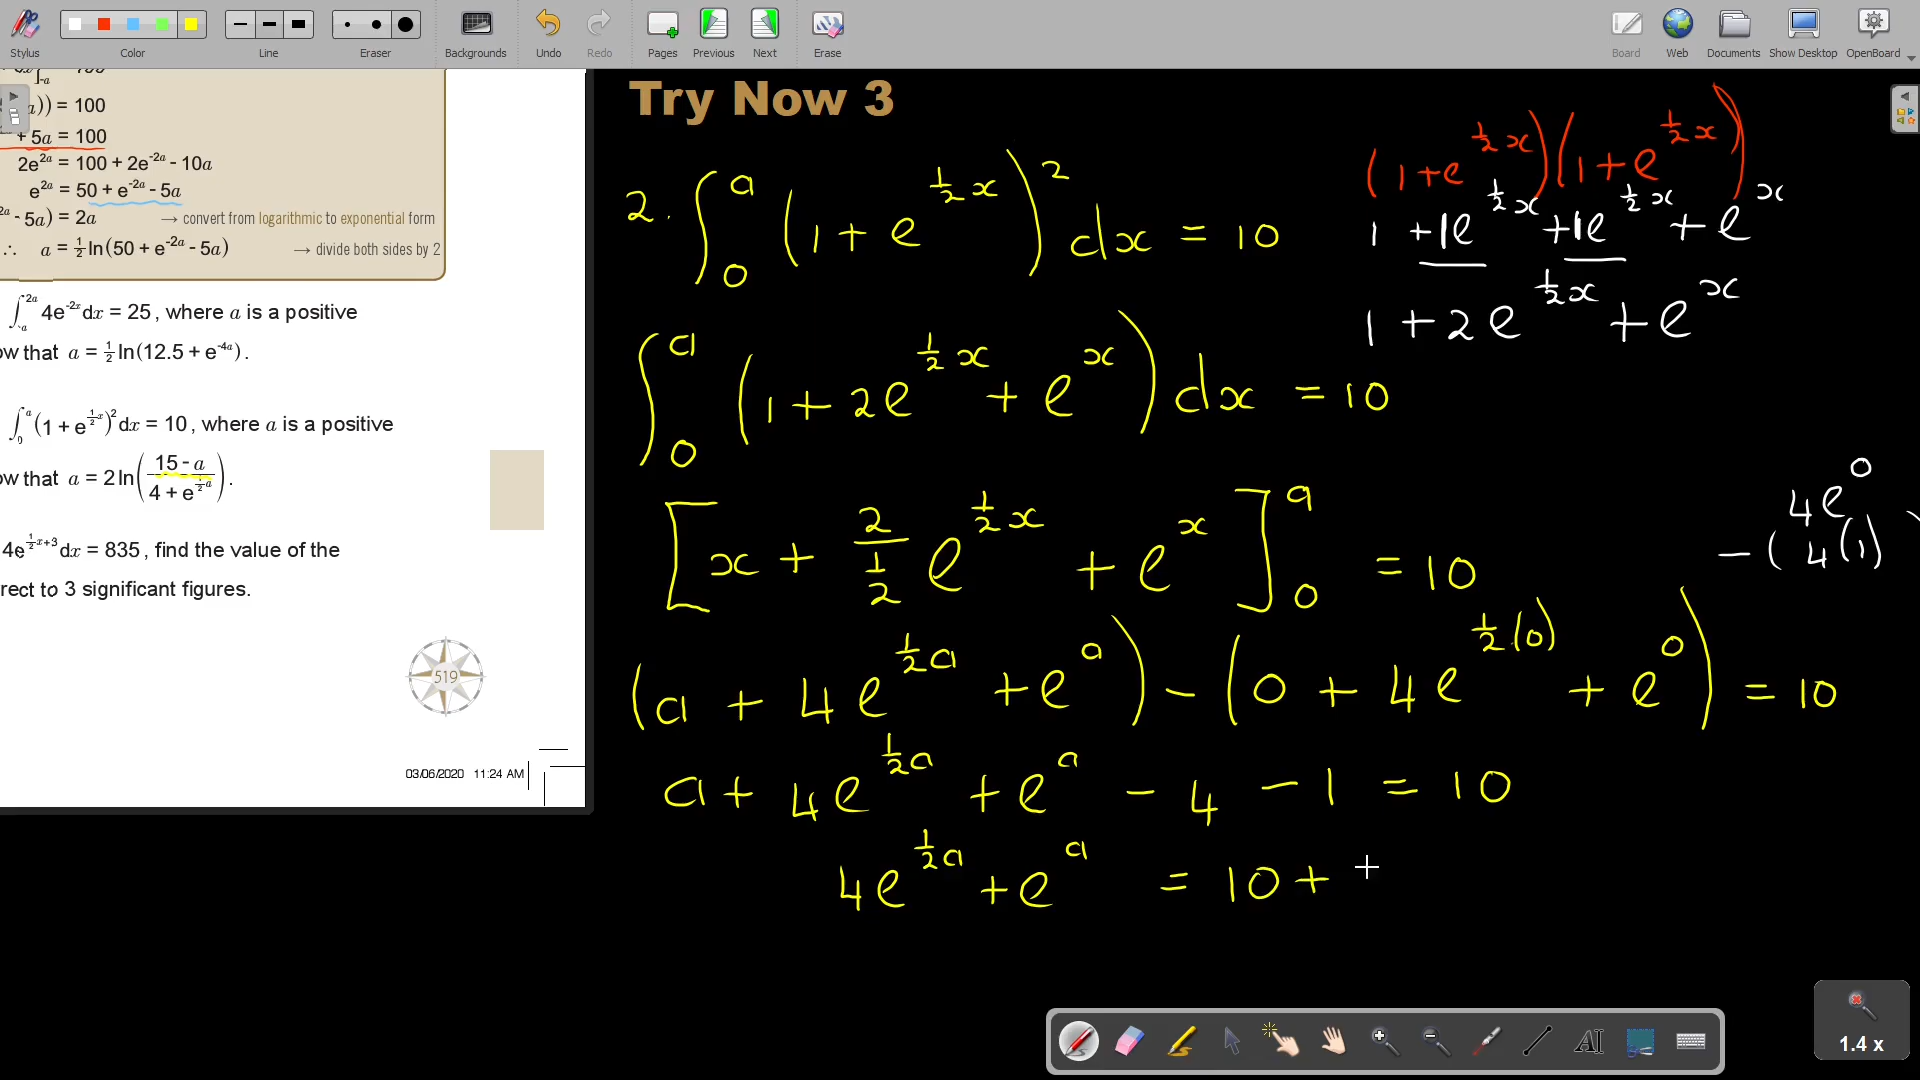 Stylus Color Line Eraser Backgrounds Undo Redo Pages Previous Next Erase Board Web Documents Show Desktop OpenBoard
a)) = 100
+ 5a = 100
2e^{2a} = 100 + 2e^{-2a} - 10a
e^{2a} = 50 + e^{-2a} - 5a
- 5a) = 2a → convert from logarithmic to exponential form
∴ a = ½ln(50 + e^{-2a} - 5a) → divide both sides by 2
∫_{-a}^{2a} 4e^{-2x}dx = 25, where a is a positive
ow that a = ½ln(12.5 + e^{-4a}).
∫_0^a (1 + e^{½x})² dx = 10, where a is a positive
ow that a = 2ln((15 - a)/(4 + e^{½a})).
4e^{½x+3}dx = 835, find the value of the
rect to 3 significant figures.
519
03/06/2020 11:24 AM
Try Now 3
2. ∫_0^a (1 + e^{½x})² dx = 10
∫_0^a (1 + 2e^{½x} + e^x) dx = 10
[x + 2/½ e^{½x} + e^x]_0^a = 10
(a + 4e^{½a} + e^a) - (0 + 4e^{½(0)} + e^0) = 10
a + 4e^{½a} + e^a - 4 - 1 = 10
4e^{½a} + e^a = 10 +
(1 + e^{½x})(1 + e^{½x})
1 + 1e^{½x} + 1e^{½x} + e^x
1 + 2e^{½x} + e^x
4e^0
- (4(1)
1.4 x